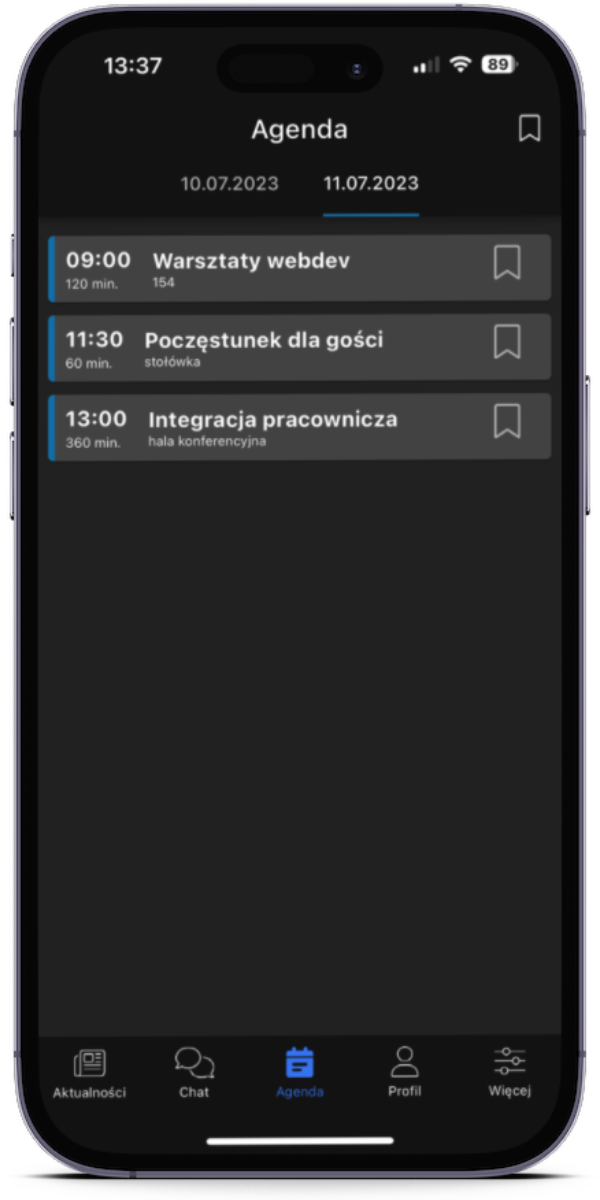 13:37
89
Agenda
10.07.2023 11.07.2023
09:00 Warsztaty webdev
120 min. 154
11:30 Poczęstunek dla gości
60 min. stołówka
13:00 Integracja pracownicza
360 min. hala konferencyjna
Aktualności Chat Agenda Profil Więcej